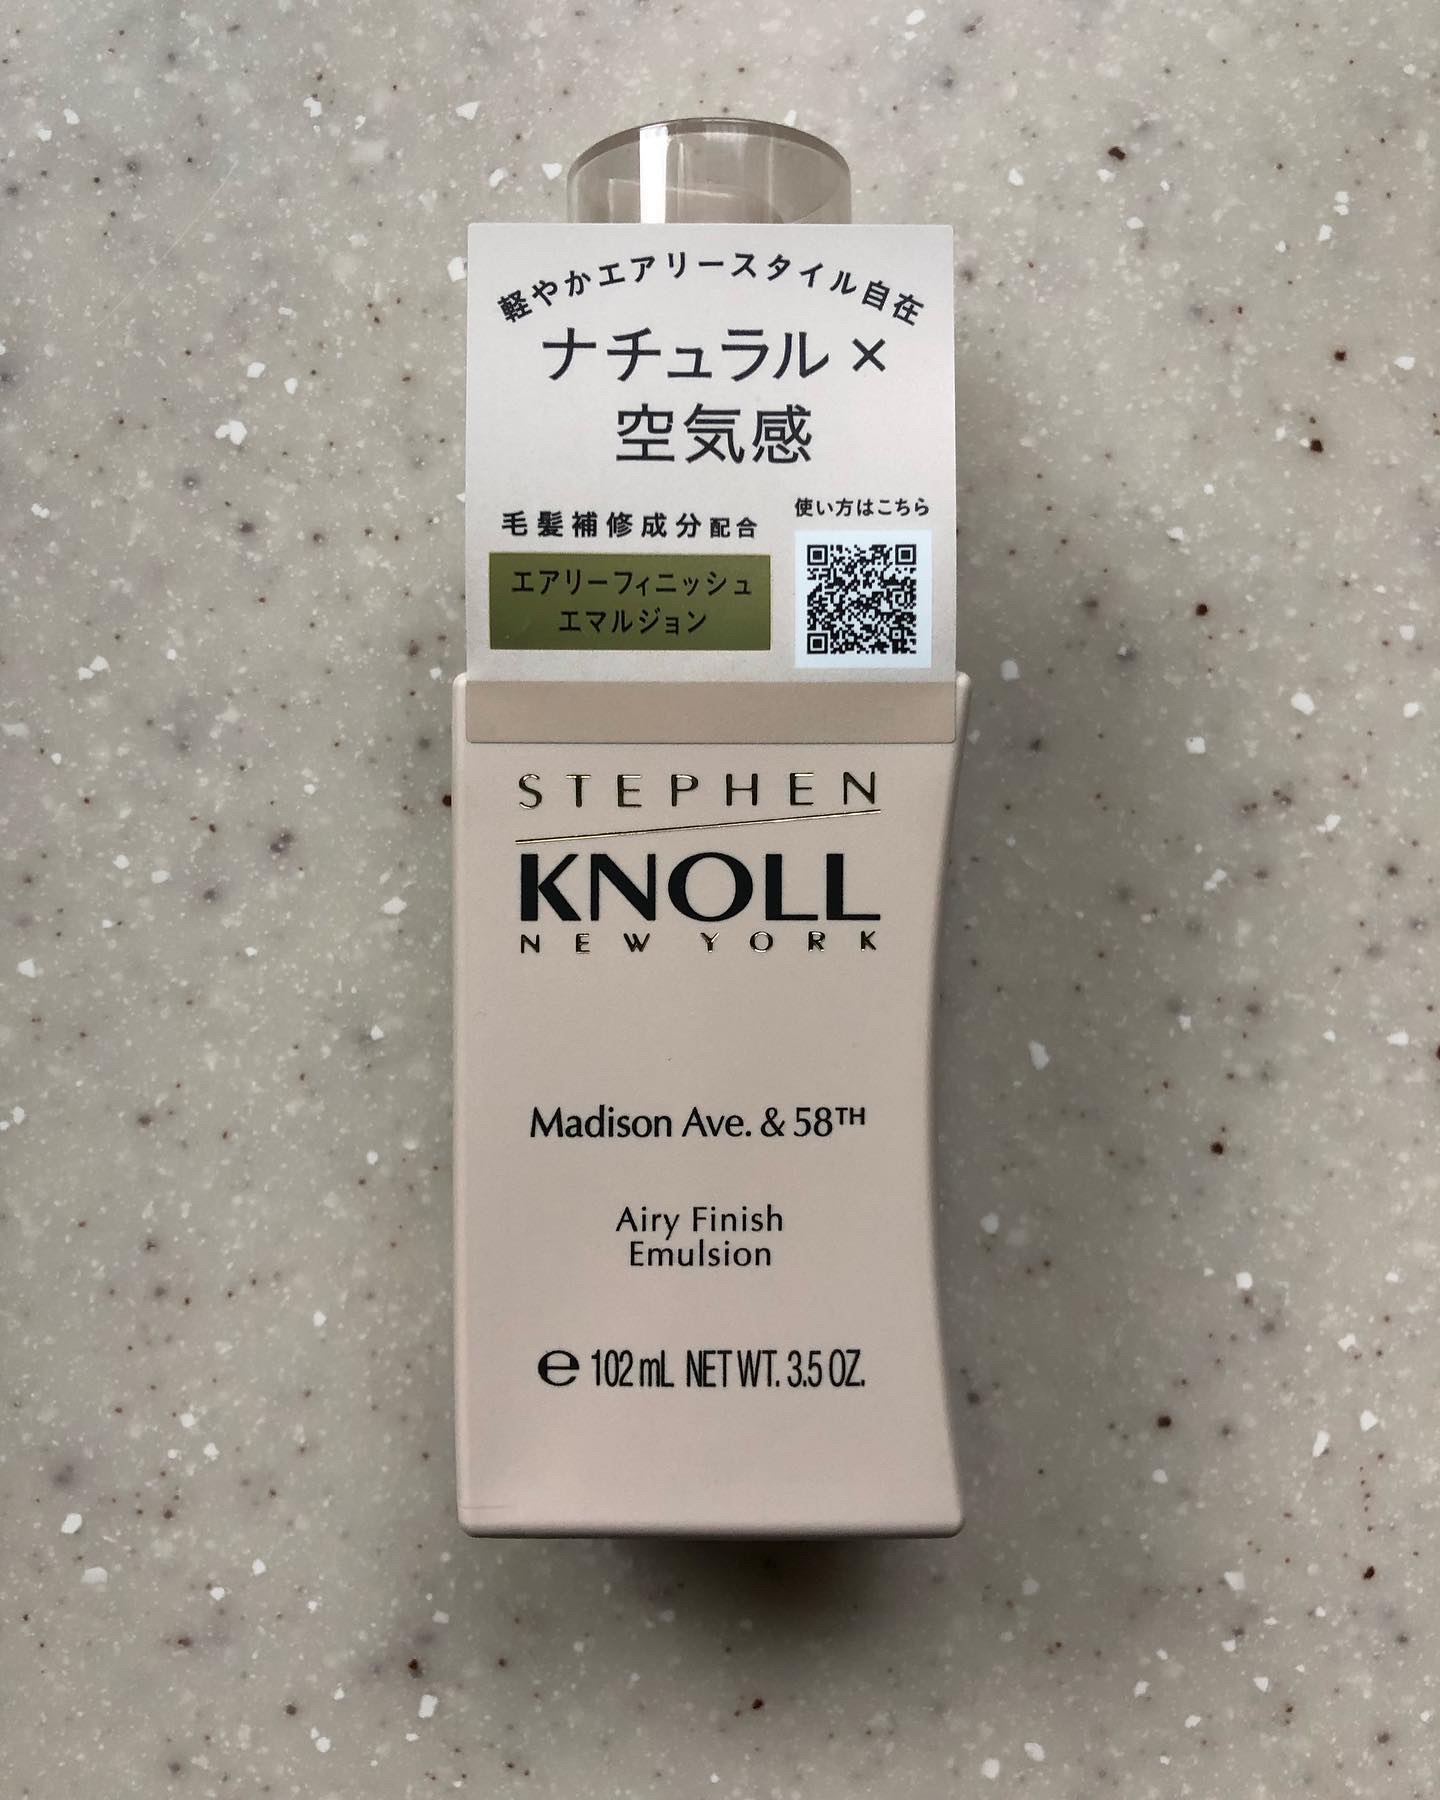 軽やかエアリースタイル自在
ナチュラル×
空気感
毛髪補修成分配合
使い方はこちら
エアリーフィニッシュ
エマルジョン
STEPHEN
KNOLL
NEW YORK
Madison Ave. & 58TH
Airy Finish
Emulsion
℮ 102 mL NET WT. 3.5 OZ.